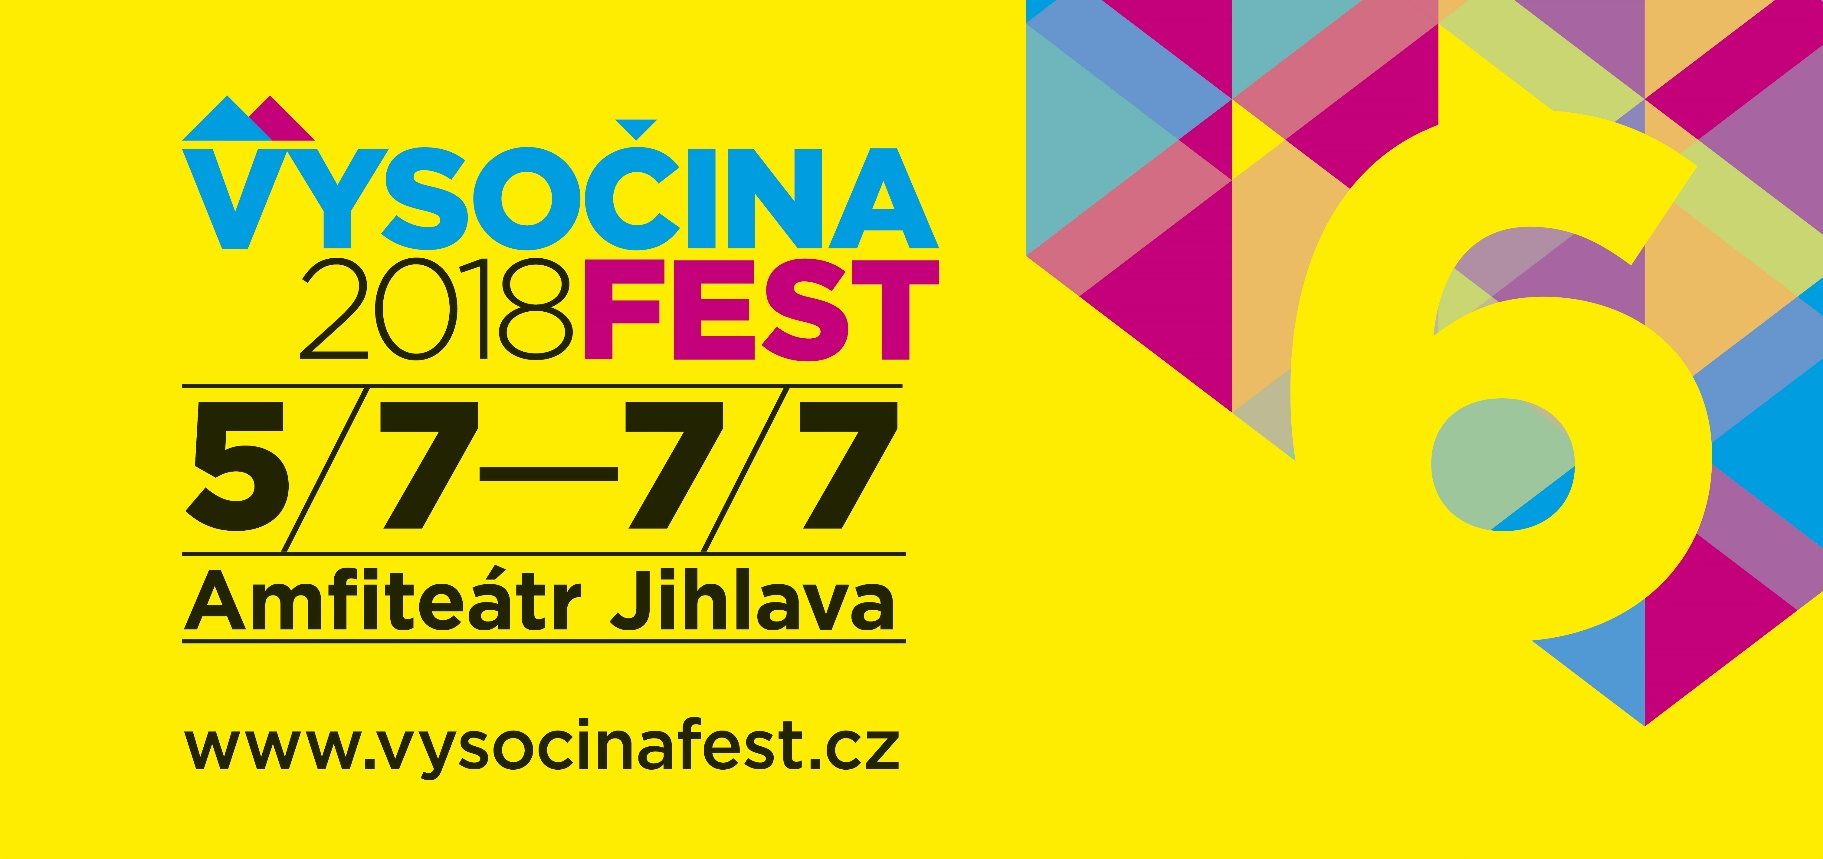 VYSOČINA
2018FEST
5/7—7/7
Amfiteátr Jihlava
www.vysocinafest.cz
6